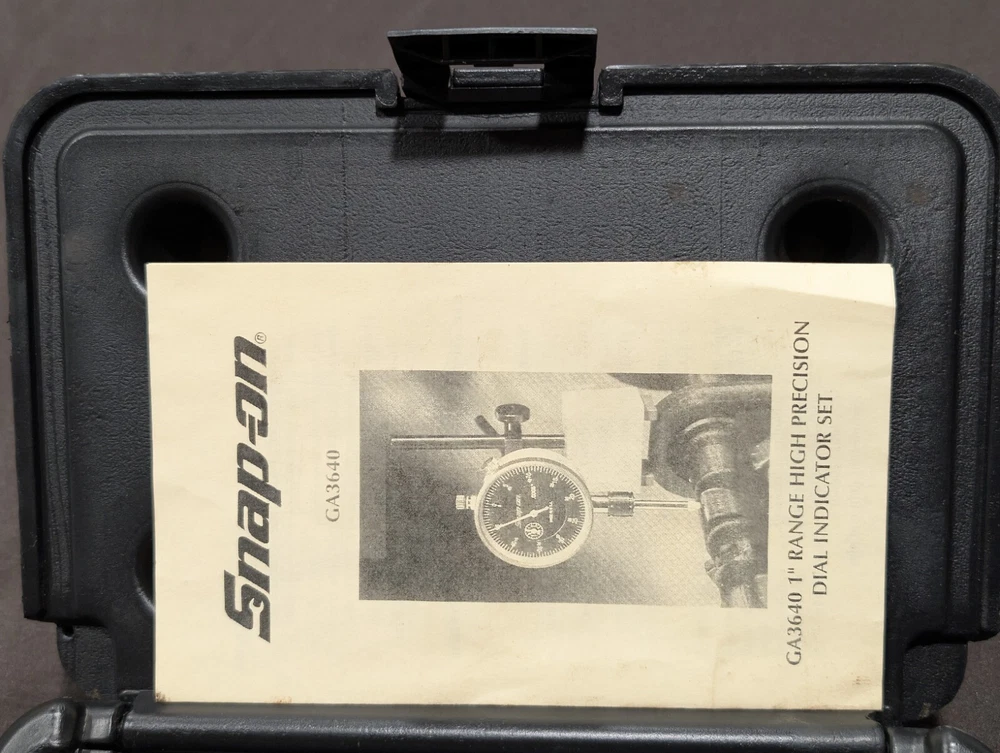 Snap-on®
GA3640
GA3640 1" RANGE HIGH PRECISION
DIAL INDICATOR SET